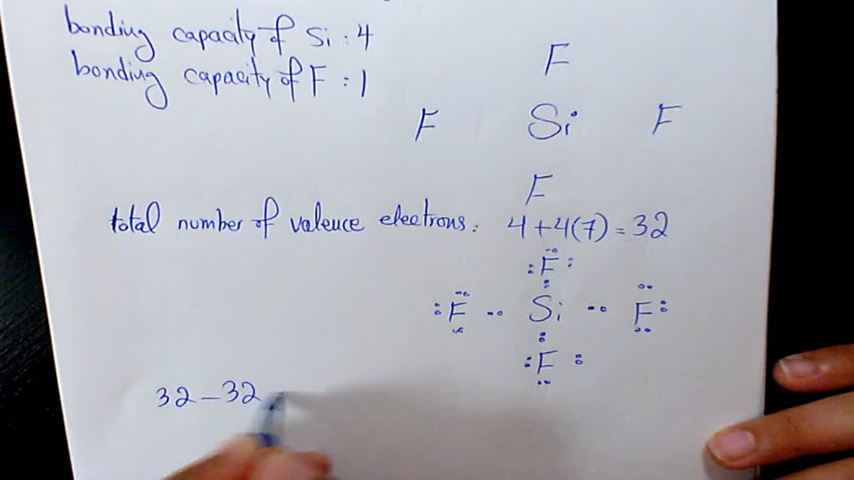 bonding capacity of Si : 4
bonding capacity of F : 1
F
F Si F
F
total number of valence electrons : 4 + 4(7) = 32
:F:
:F ·· Si ·· F:
:F:
32 - 32